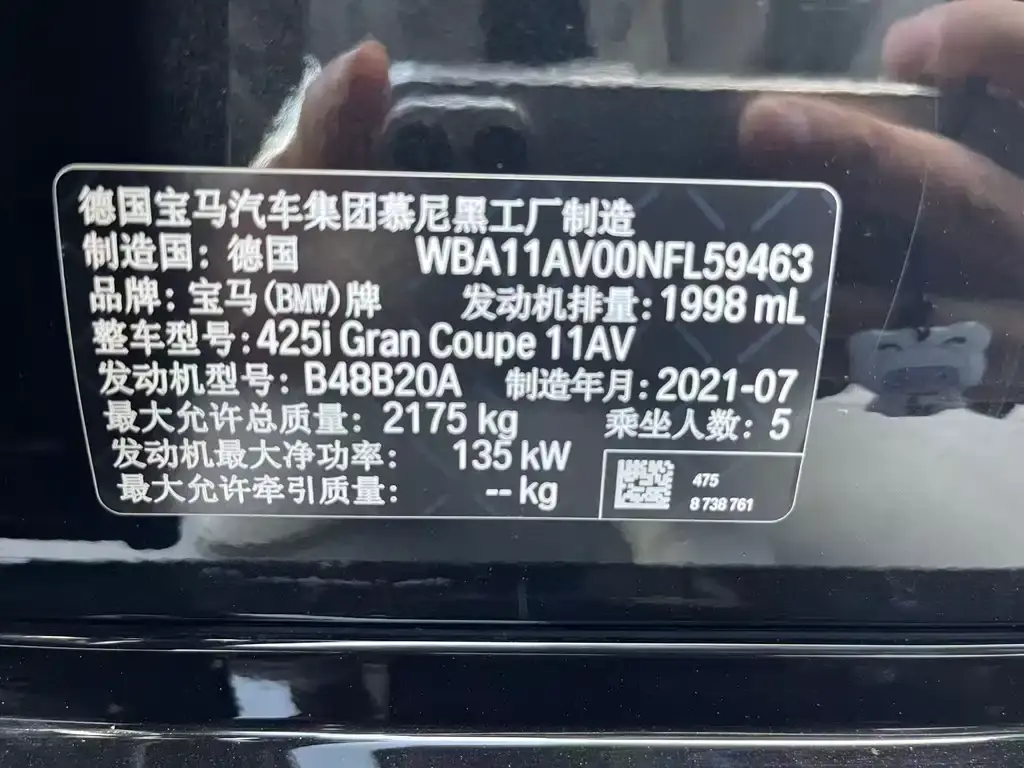 德国宝马汽车集团慕尼黑工厂制造
制造国：德国 WBA11AV00NFL59463
品牌：宝马(BMW)牌 发动机排量：1998 mL
整车型号：425i Gran Coupe 11AV
发动机型号：B48B20A 制造年月：2021-07
最大允许总质量：2175 kg 乘坐人数：5
发动机最大净功率：135 kW
最大允许牵引质量：-- kg
475
8 738 761